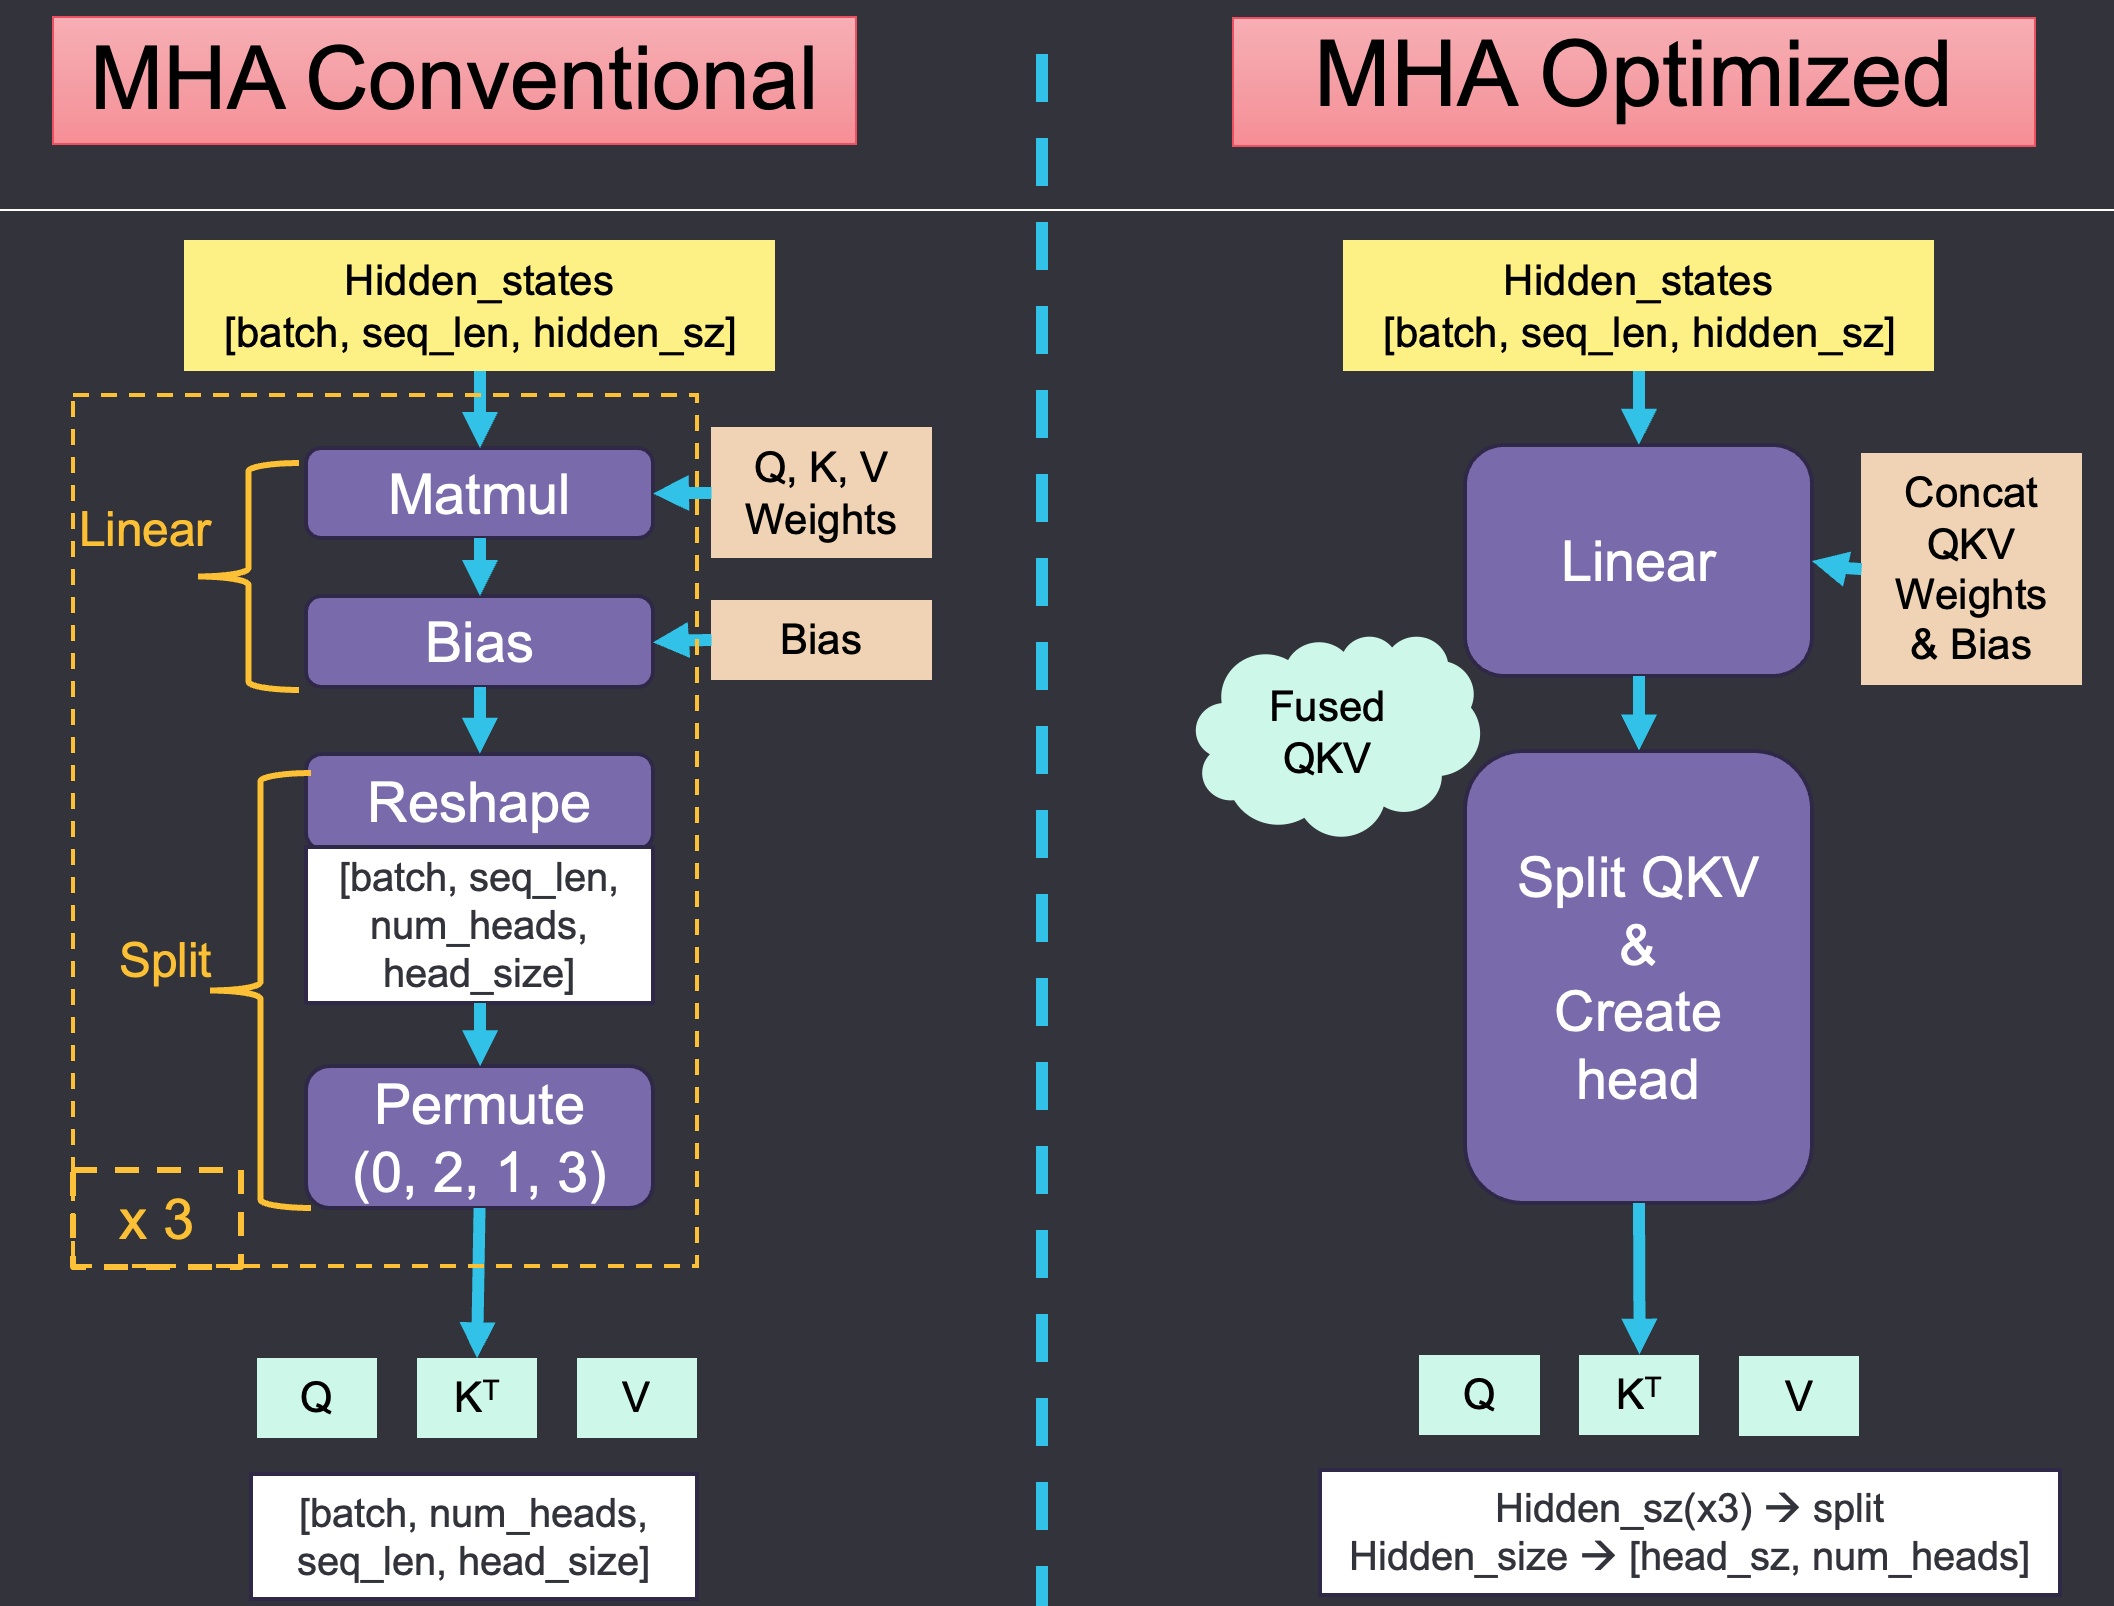 MHA Conventional
Hidden_states
[batch, seq_len, hidden_sz]
Linear
Matmul
Q, K, V
Weights
Bias
Bias
Split
Reshape
[batch, seq_len,
num_heads,
head_size]
Permute
(0, 2, 1, 3)
x 3
Q
Kᵀ
V
[batch, num_heads,
seq_len, head_size]
MHA Optimized
Hidden_states
[batch, seq_len, hidden_sz]
Linear
Concat
QKV
Weights
& Bias
Fused
QKV
Split QKV
&
Create
head
Q
Kᵀ
V
Hidden_sz(x3) → split
Hidden_size → [head_sz, num_heads]